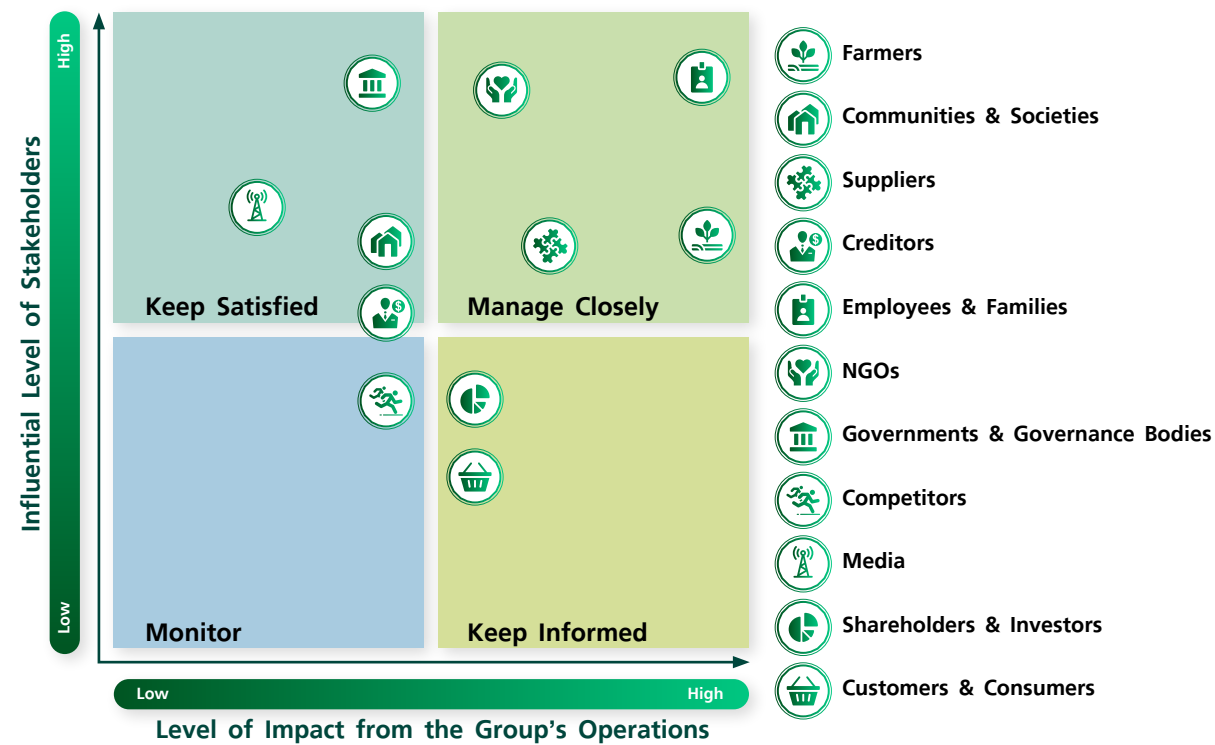 High
Influential Level of Stakeholders
Low
Keep Satisfied
Manage Closely
Monitor
Keep Informed
Low
High
Level of Impact from the Group’s Operations
Farmers
Communities & Societies
Suppliers
$
Creditors
Employees & Families
NGOs
Governments & Governance Bodies
Competitors
Media
Shareholders & Investors
Customers & Consumers